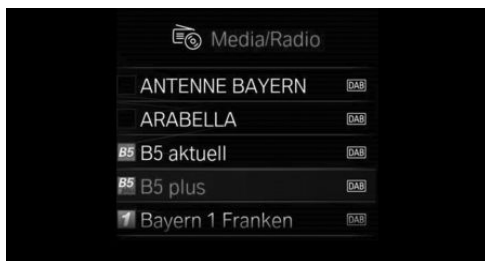 Media/Radio
ANTENNE BAYERN DAB
ARABELLA DAB
B5 B5 aktuell DAB
B5 B5 plus DAB
1 Bayern 1 Franken DAB